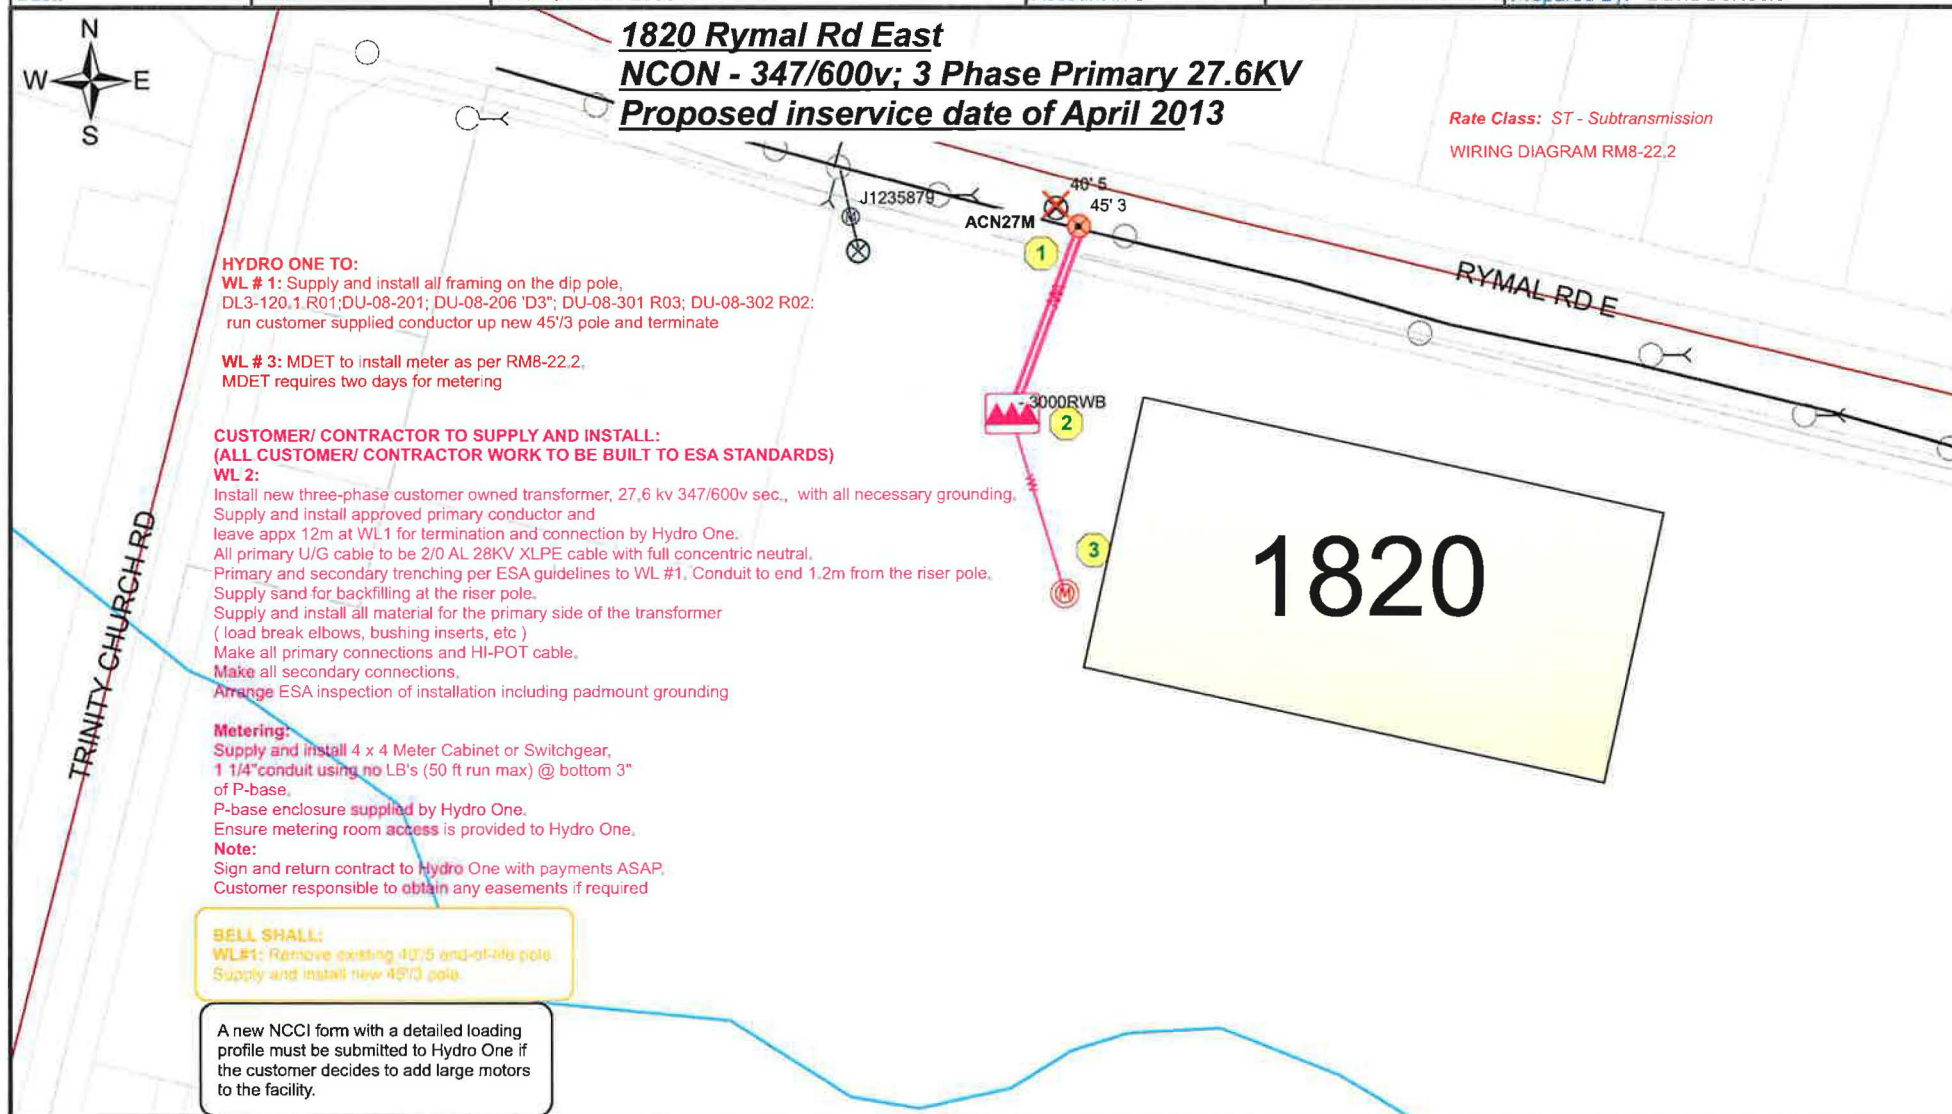 N
W E
S
1820 Rymal Rd East
NCON - 347/600v; 3 Phase Primary 27.6KV
Proposed inservice date of April 2013
Rate Class: ST - Subtransmission
WIRING DIAGRAM RM8-22.2
J1235879
40' 5
45' 3
ACN27M
1
RYMAL RD E
HYDRO ONE TO:
WL # 1: Supply and install all framing on the dip pole,
DL3-120.1 R01;DU-08-201; DU-08-206 'D3"; DU-08-301 R03; DU-08-302 R02:
run customer supplied conductor up new 45'/3 pole and terminate
WL # 3: MDET to install meter as per RM8-22.2.
MDET requires two days for metering
- 3000RWB
2
CUSTOMER/ CONTRACTOR TO SUPPLY AND INSTALL:
(ALL CUSTOMER/ CONTRACTOR WORK TO BE BUILT TO ESA STANDARDS)
WL 2:
Install new three-phase customer owned transformer, 27.6 kv 347/600v sec., with all necessary grounding.
Supply and install approved primary conductor and
leave appx 12m at WL1 for termination and connection by Hydro One.
All primary U/G cable to be 2/0 AL 28KV XLPE cable with full concentric neutral.
Primary and secondary trenching per ESA guidelines to WL #1. Conduit to end 1.2m from the riser pole.
Supply sand for backfilling at the riser pole.
Supply and install all material for the primary side of the transformer
( load break elbows, bushing inserts, etc )
Make all primary connections and HI-POT cable.
Make all secondary connections.
Arrange ESA inspection of installation including padmount grounding
3
M
M
1820
TRINITY CHURCH RD
Metering:
Supply and install 4 x 4 Meter Cabinet or Switchgear,
1 1/4"conduit using no LB's (50 ft run max) @ bottom 3"
of P-base.
P-base enclosure supplied by Hydro One.
Ensure metering room access is provided to Hydro One.
Note:
Sign and return contract to Hydro One with payments ASAP.
Customer responsible to obtain any easements if required
BELL SHALL:
WL#1: Remove existing 40'/5 end-of-life pole
Supply and install new 45'/3 pole.
A new NCCI form with a detailed loading
profile must be submitted to Hydro One if
the customer decides to add large motors
to the facility.